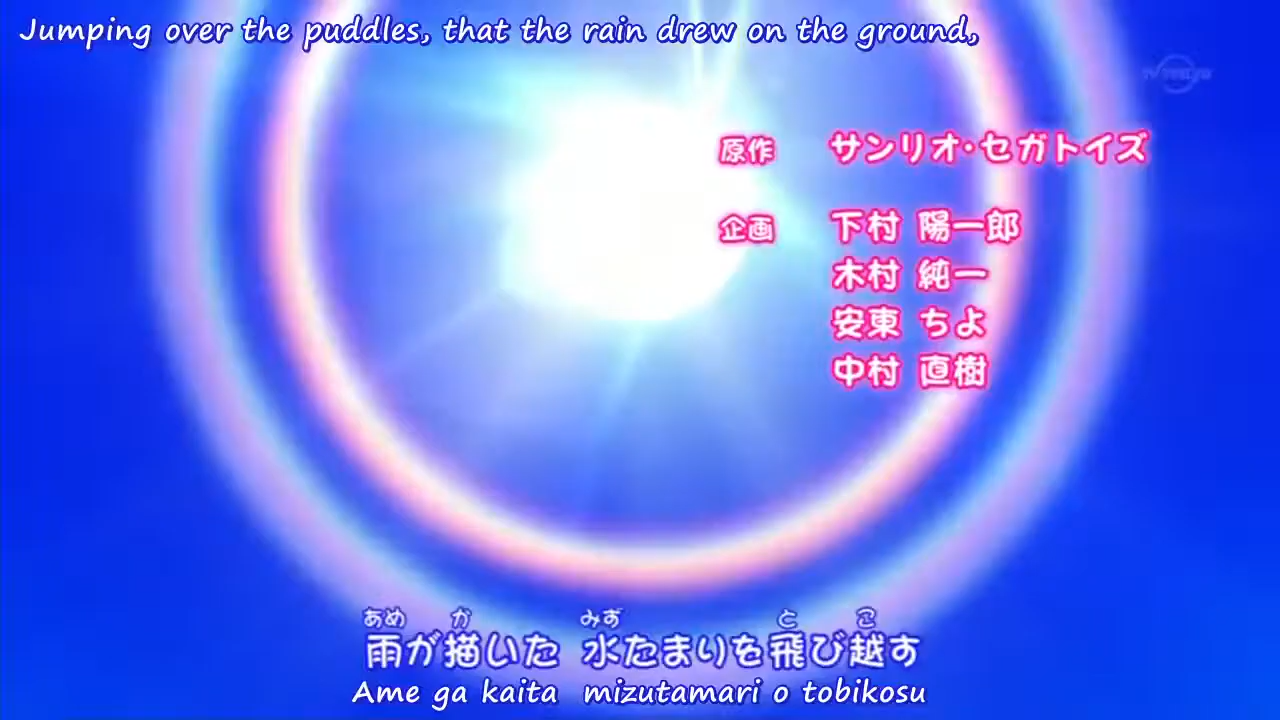 Jumping over the puddles, that the rain drew on the ground,
TV TOKYO
原作 サンリオ・セガトイズ
企画 下村 陽一郎
木村 純一
安東 ちよ
中村 直樹
あめ か みず と こ
雨が描いた 水たまりを飛び越す
Ame ga kaita mizutamari o tobikosu